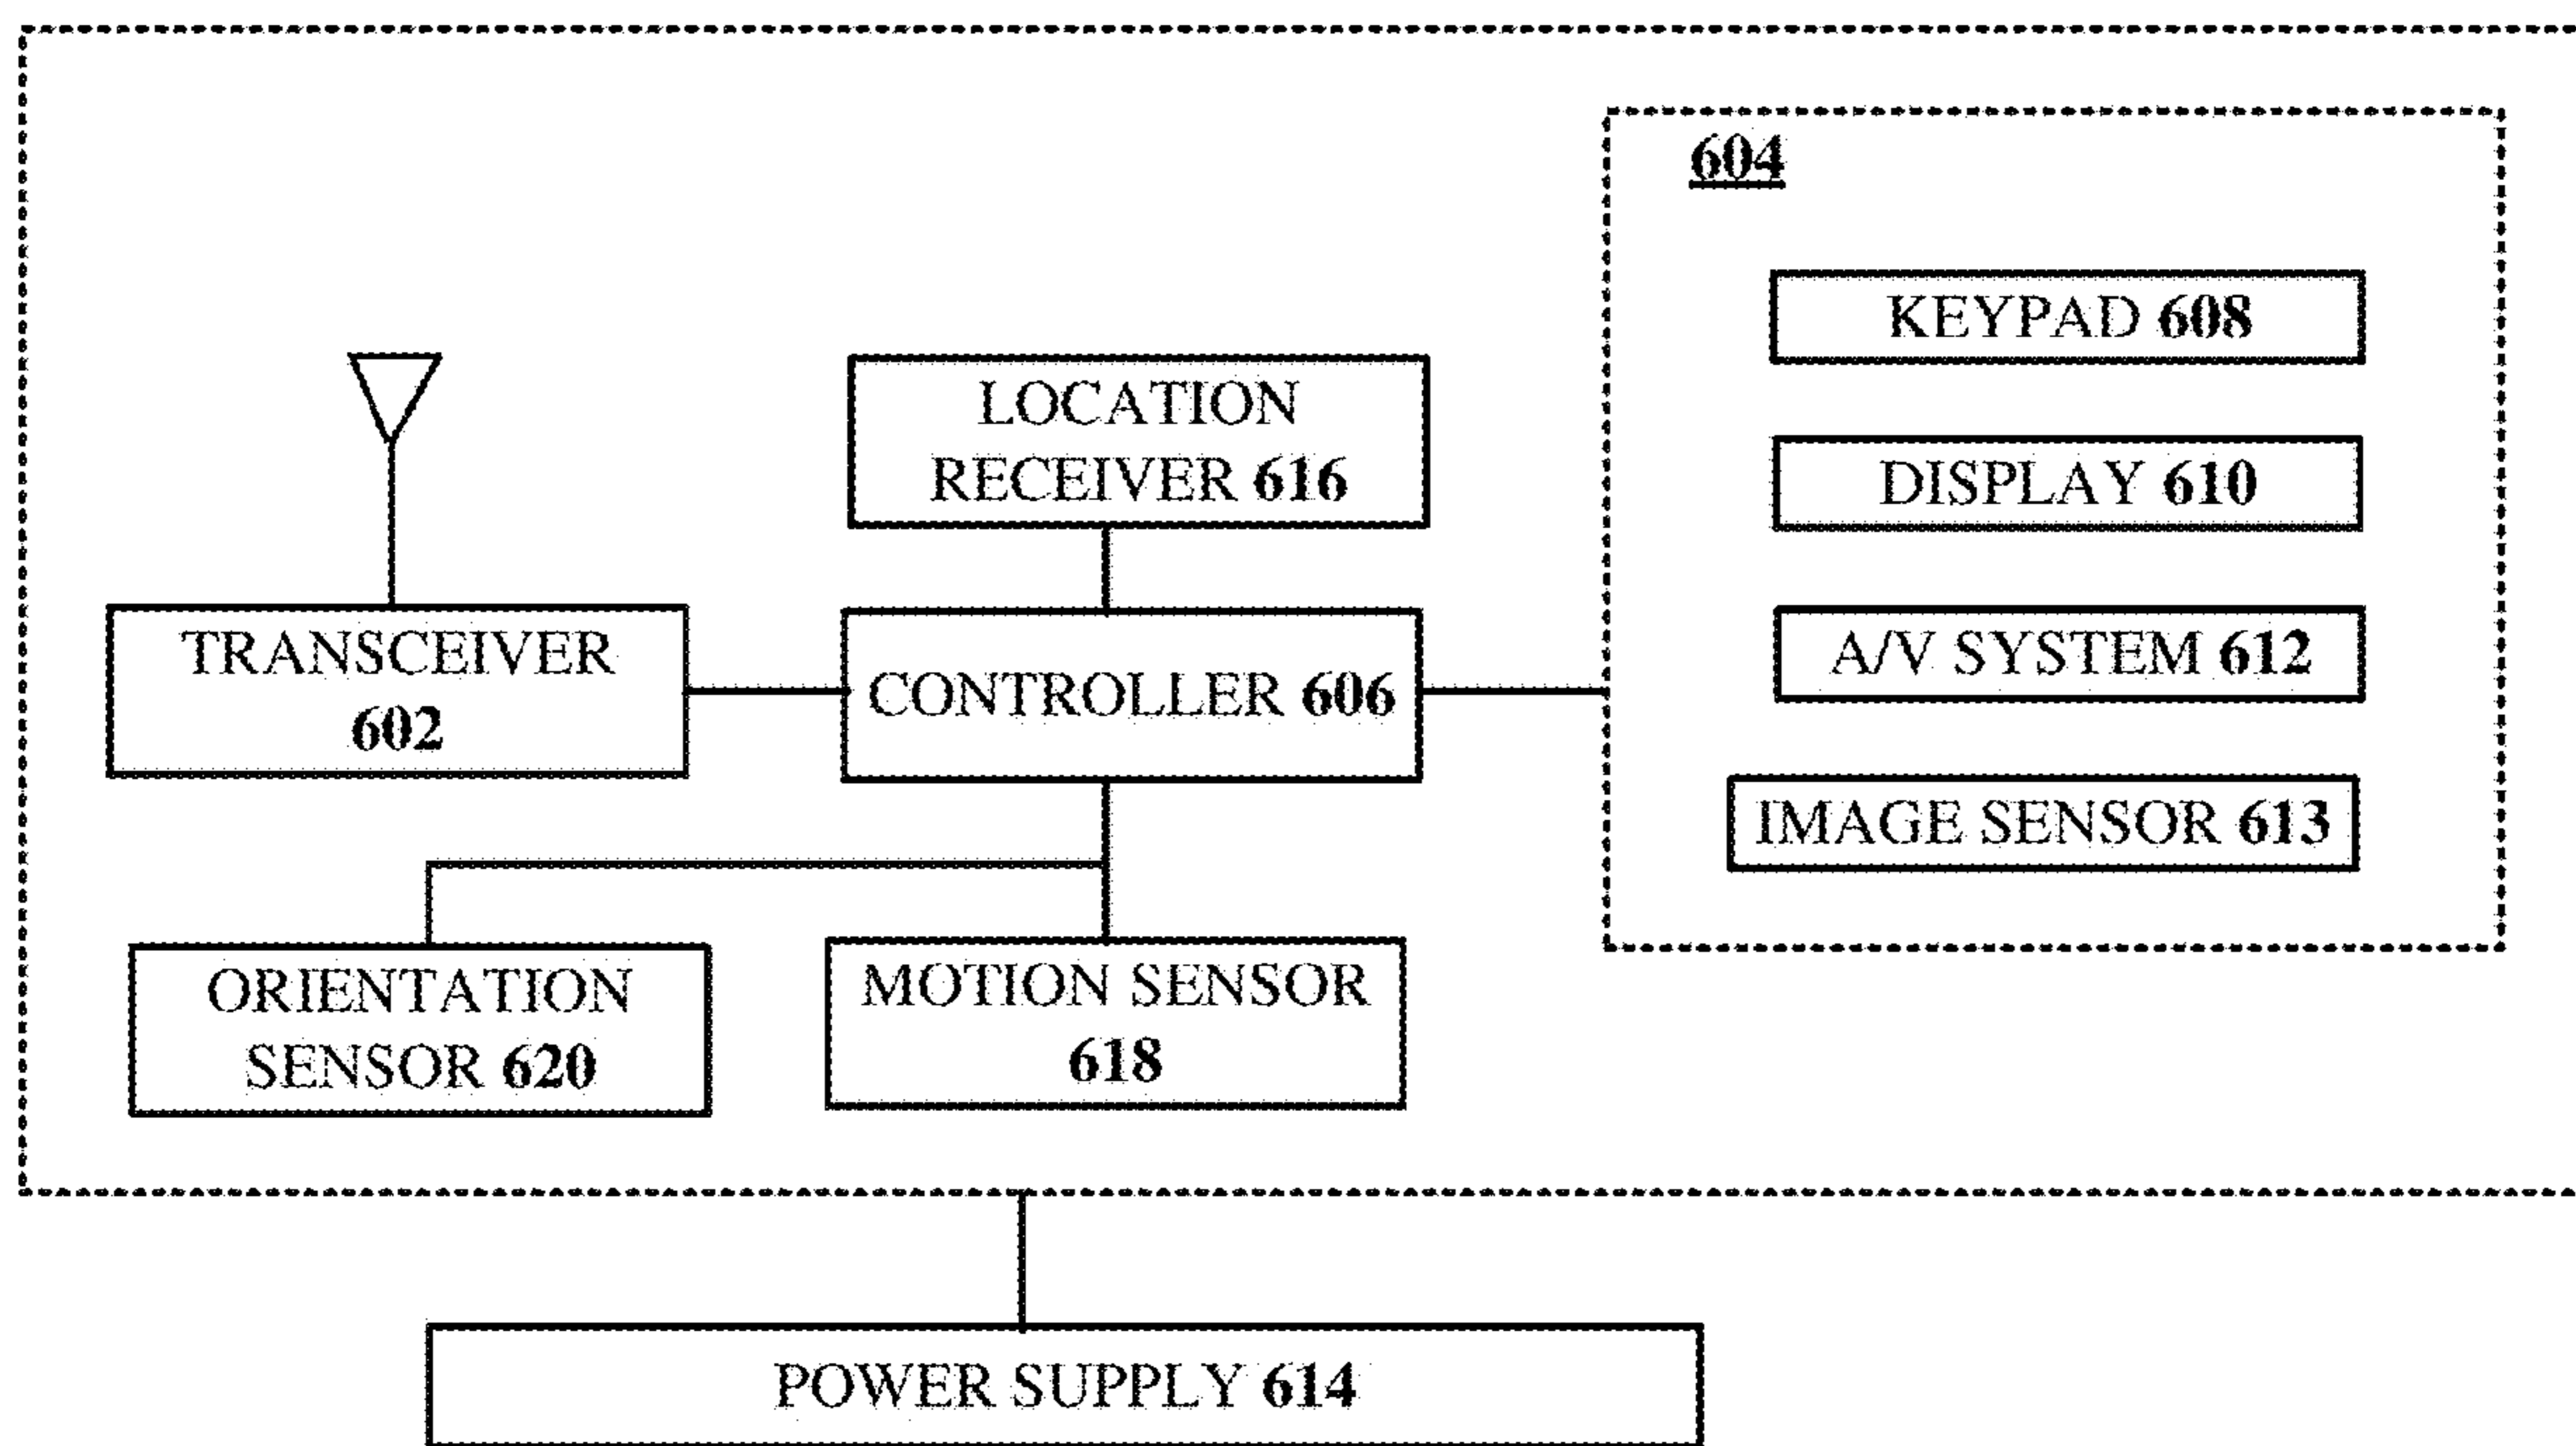 604
KEYPAD 608
DISPLAY 610
A/V SYSTEM 612
IMAGE SENSOR 613
LOCATION
RECEIVER 616
TRANSCEIVER
602
CONTROLLER 606
ORIENTATION
SENSOR 620
MOTION SENSOR
618
POWER SUPPLY 614